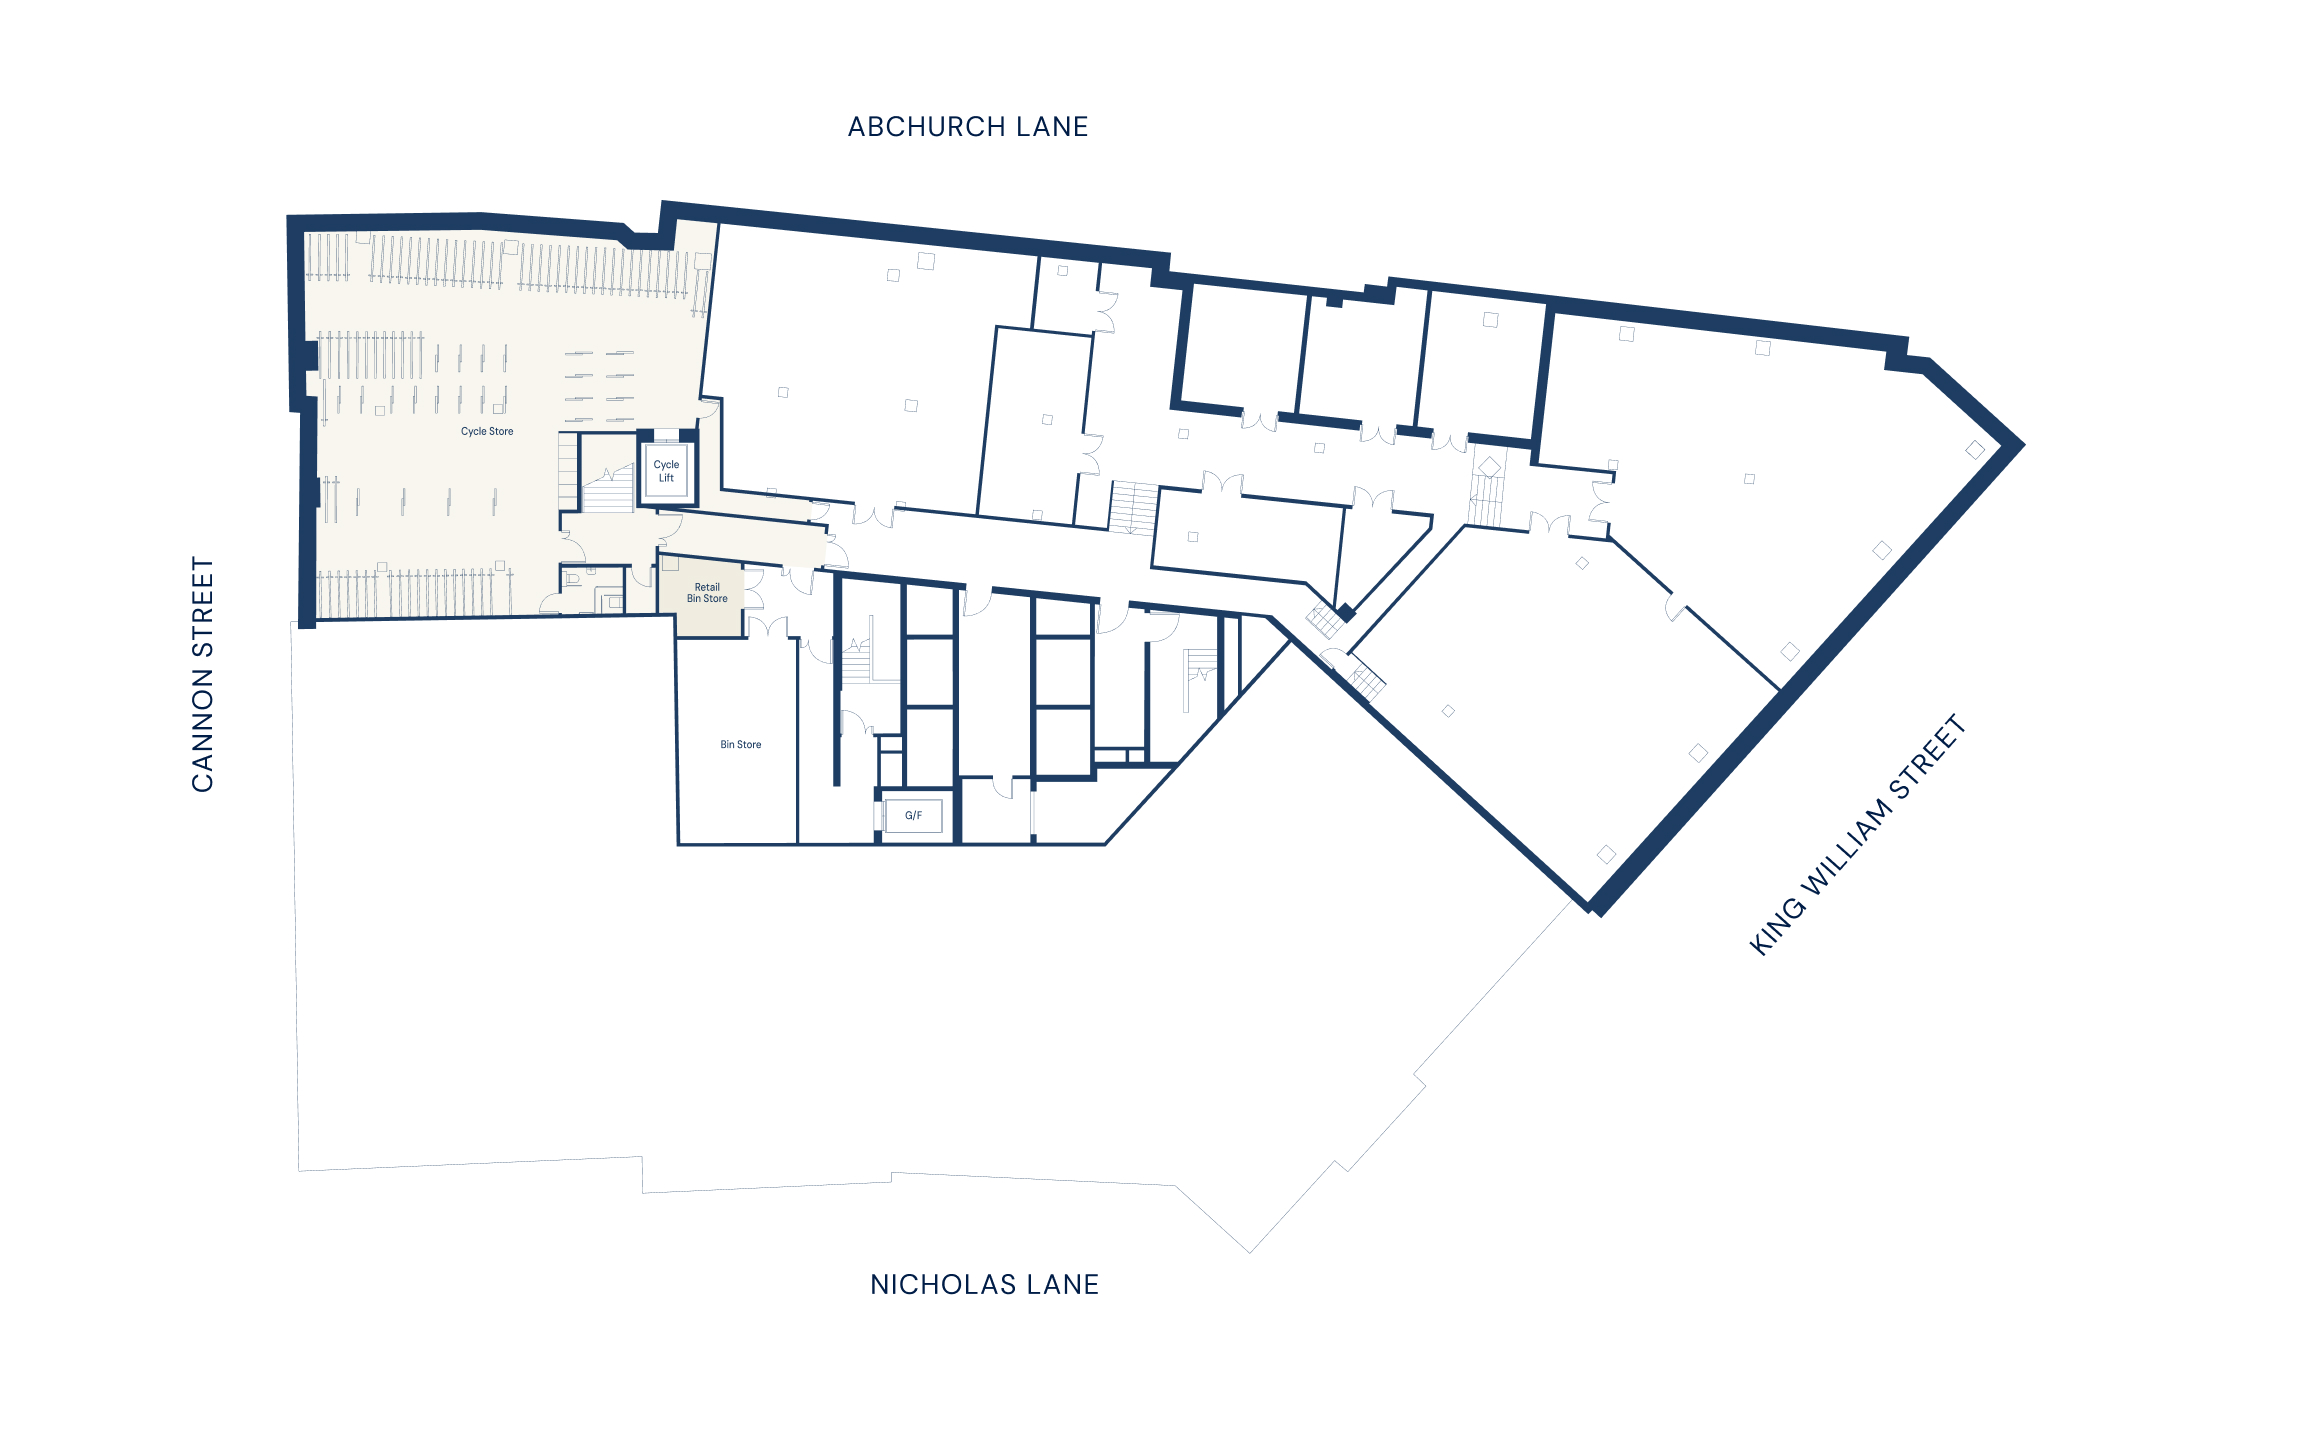 ABCHURCH LANE
Cycle Store
Cycle
Lift
CANNON STREET
Retail
Bin Store
Bin Store
G/F
KING WILLIAM STREET
NICHOLAS LANE